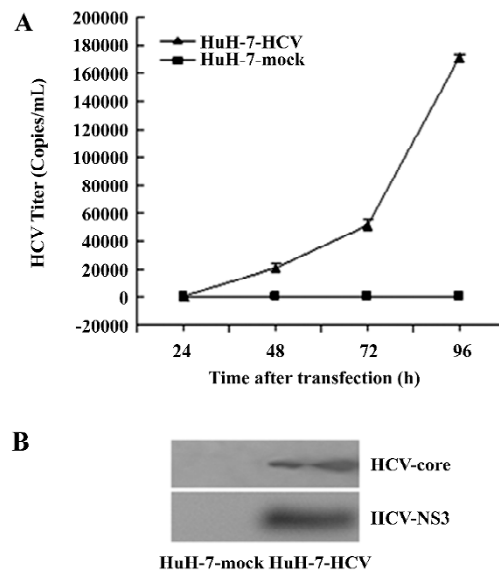 A
HuH-7-HCV
HuH-7-mock
HCV Titer (Copies/mL)
200000
180000
160000
140000
120000
100000
80000
60000
40000
20000
0
-20000
24 48 72 96
Time after transfection (h)
B
HCV-core
HCV-NS3
HuH-7-mock HuH-7-HCV